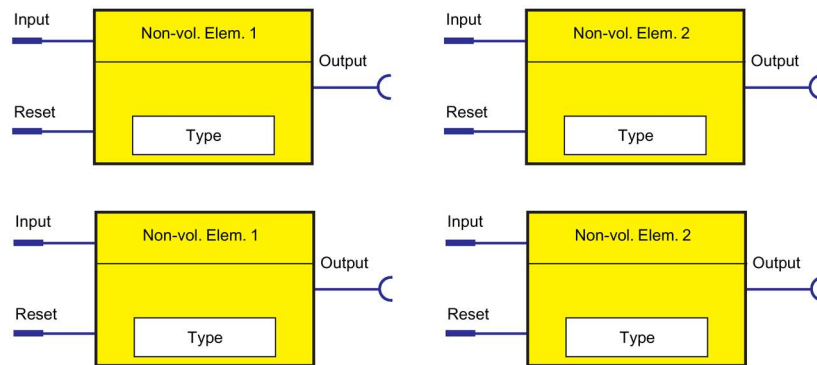 Input
Non-vol. Elem. 1
Output
Reset
Type
Input
Non-vol. Elem. 2
Output
Reset
Type
Input
Non-vol. Elem. 1
Output
Reset
Type
Input
Non-vol. Elem. 2
Output
Reset
Type